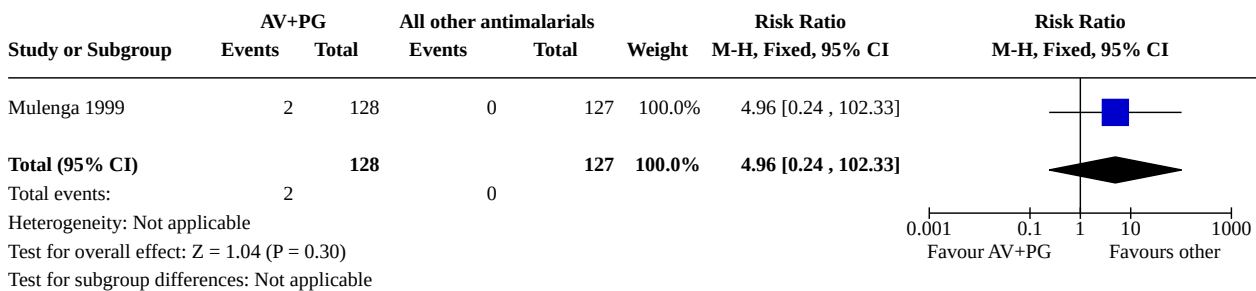 AV+PG All other antimalarials Risk Ratio Risk Ratio
Study or Subgroup Events Total Events Total Weight M-H, Fixed, 95% CI M-H, Fixed, 95% CI
Mulenga 1999 2 128 0 127 100.0% 4.96 [0.24 , 102.33]
Total (95% CI) 128 127 100.0% 4.96 [0.24 , 102.33]
Total events: 2 0
Heterogeneity: Not applicable
0.001 0.1 1 10 1000
Test for overall effect: Z = 1.04 (P = 0.30) Favour AV+PG Favours other
Test for subgroup differences: Not applicable